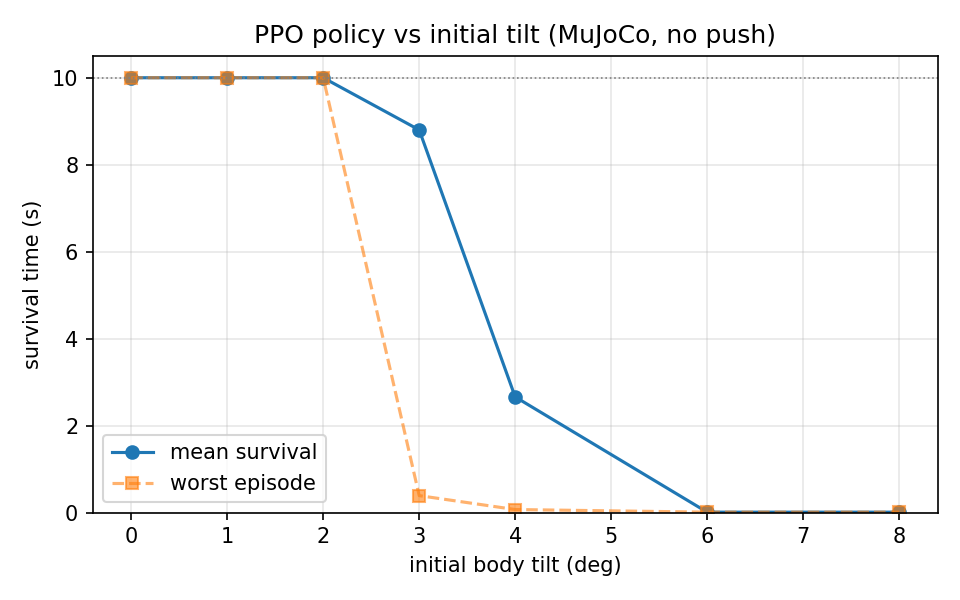 PPO policy vs initial tilt (MuJoCo, no push)
survival time (s)
10
8
6
4
2
0
mean survival
worst episode
0 1 2 3 4 5 6 7 8
initial body tilt (deg)